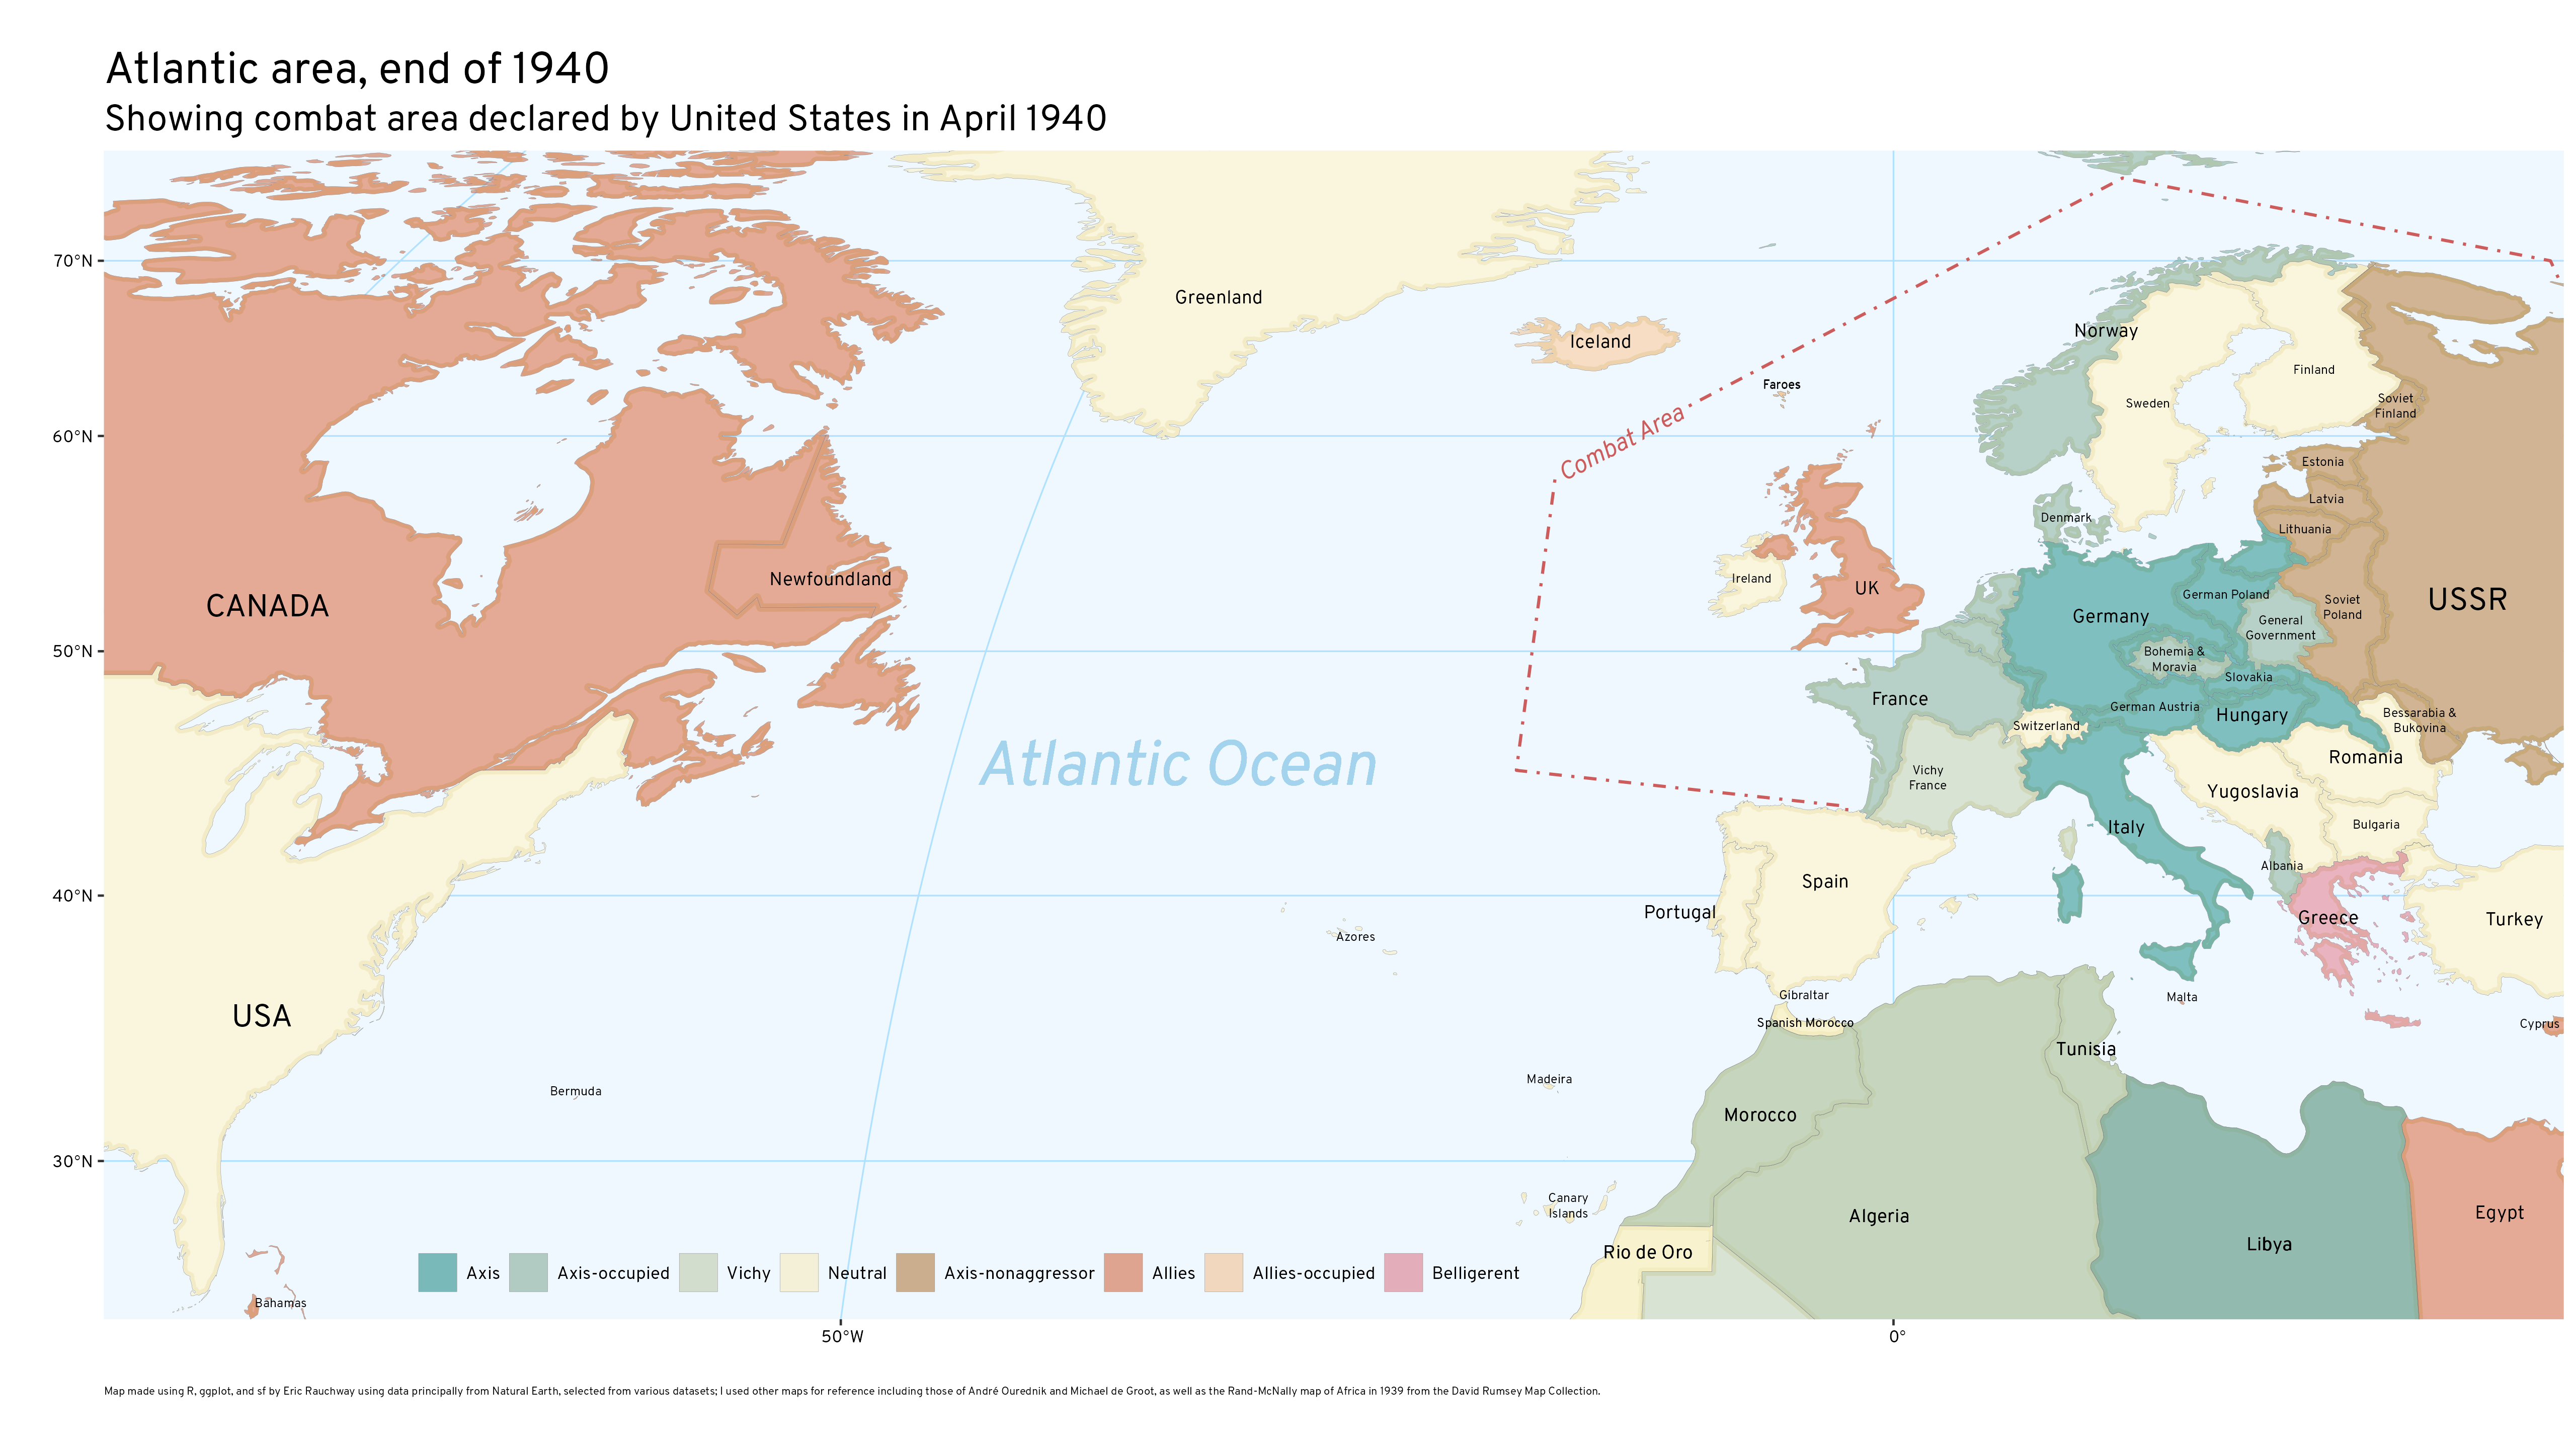 Atlantic area, end of 1940
Showing combat area declared by United States in April 1940
70°N
60°N
50°N
40°N
30°N
50°W
0°
Greenland
Iceland
Faroes
Combat Area
Norway
Finland
Sweden
Soviet
Finland
Estonia
Latvia
Lithuania
Denmark
Newfoundland
CANADA
Ireland
UK
Germany
German Poland
General
Government
Soviet
Poland
USSR
Bohemia &
Moravia
Slovakia
German Austria
Hungary
France
Switzerland
Bessarabia &
Bukovina
Romania
Atlantic Ocean
Vichy
France
Yugoslavia
Bulgaria
Italy
Albania
Spain
Portugal
Greece
Turkey
Azores
USA
Gibraltar
Malta
Spanish Morocco
Cyprus
Tunisia
Bermuda
Madeira
Morocco
Canary
Islands
Algeria
Egypt
Libya
Rio de Oro
Bahamas
Axis
Axis-occupied
Vichy
Neutral
Axis-nonaggressor
Allies
Allies-occupied
Belligerent
Map made using R, ggplot, and sf by Eric Rauchway using data principally from Natural Earth, selected from various datasets; I used other maps for reference including those of André Ourednik and Michael de Groot, as well as the Rand-McNally map of Africa in 1939 from the David Rumsey Map Collection.